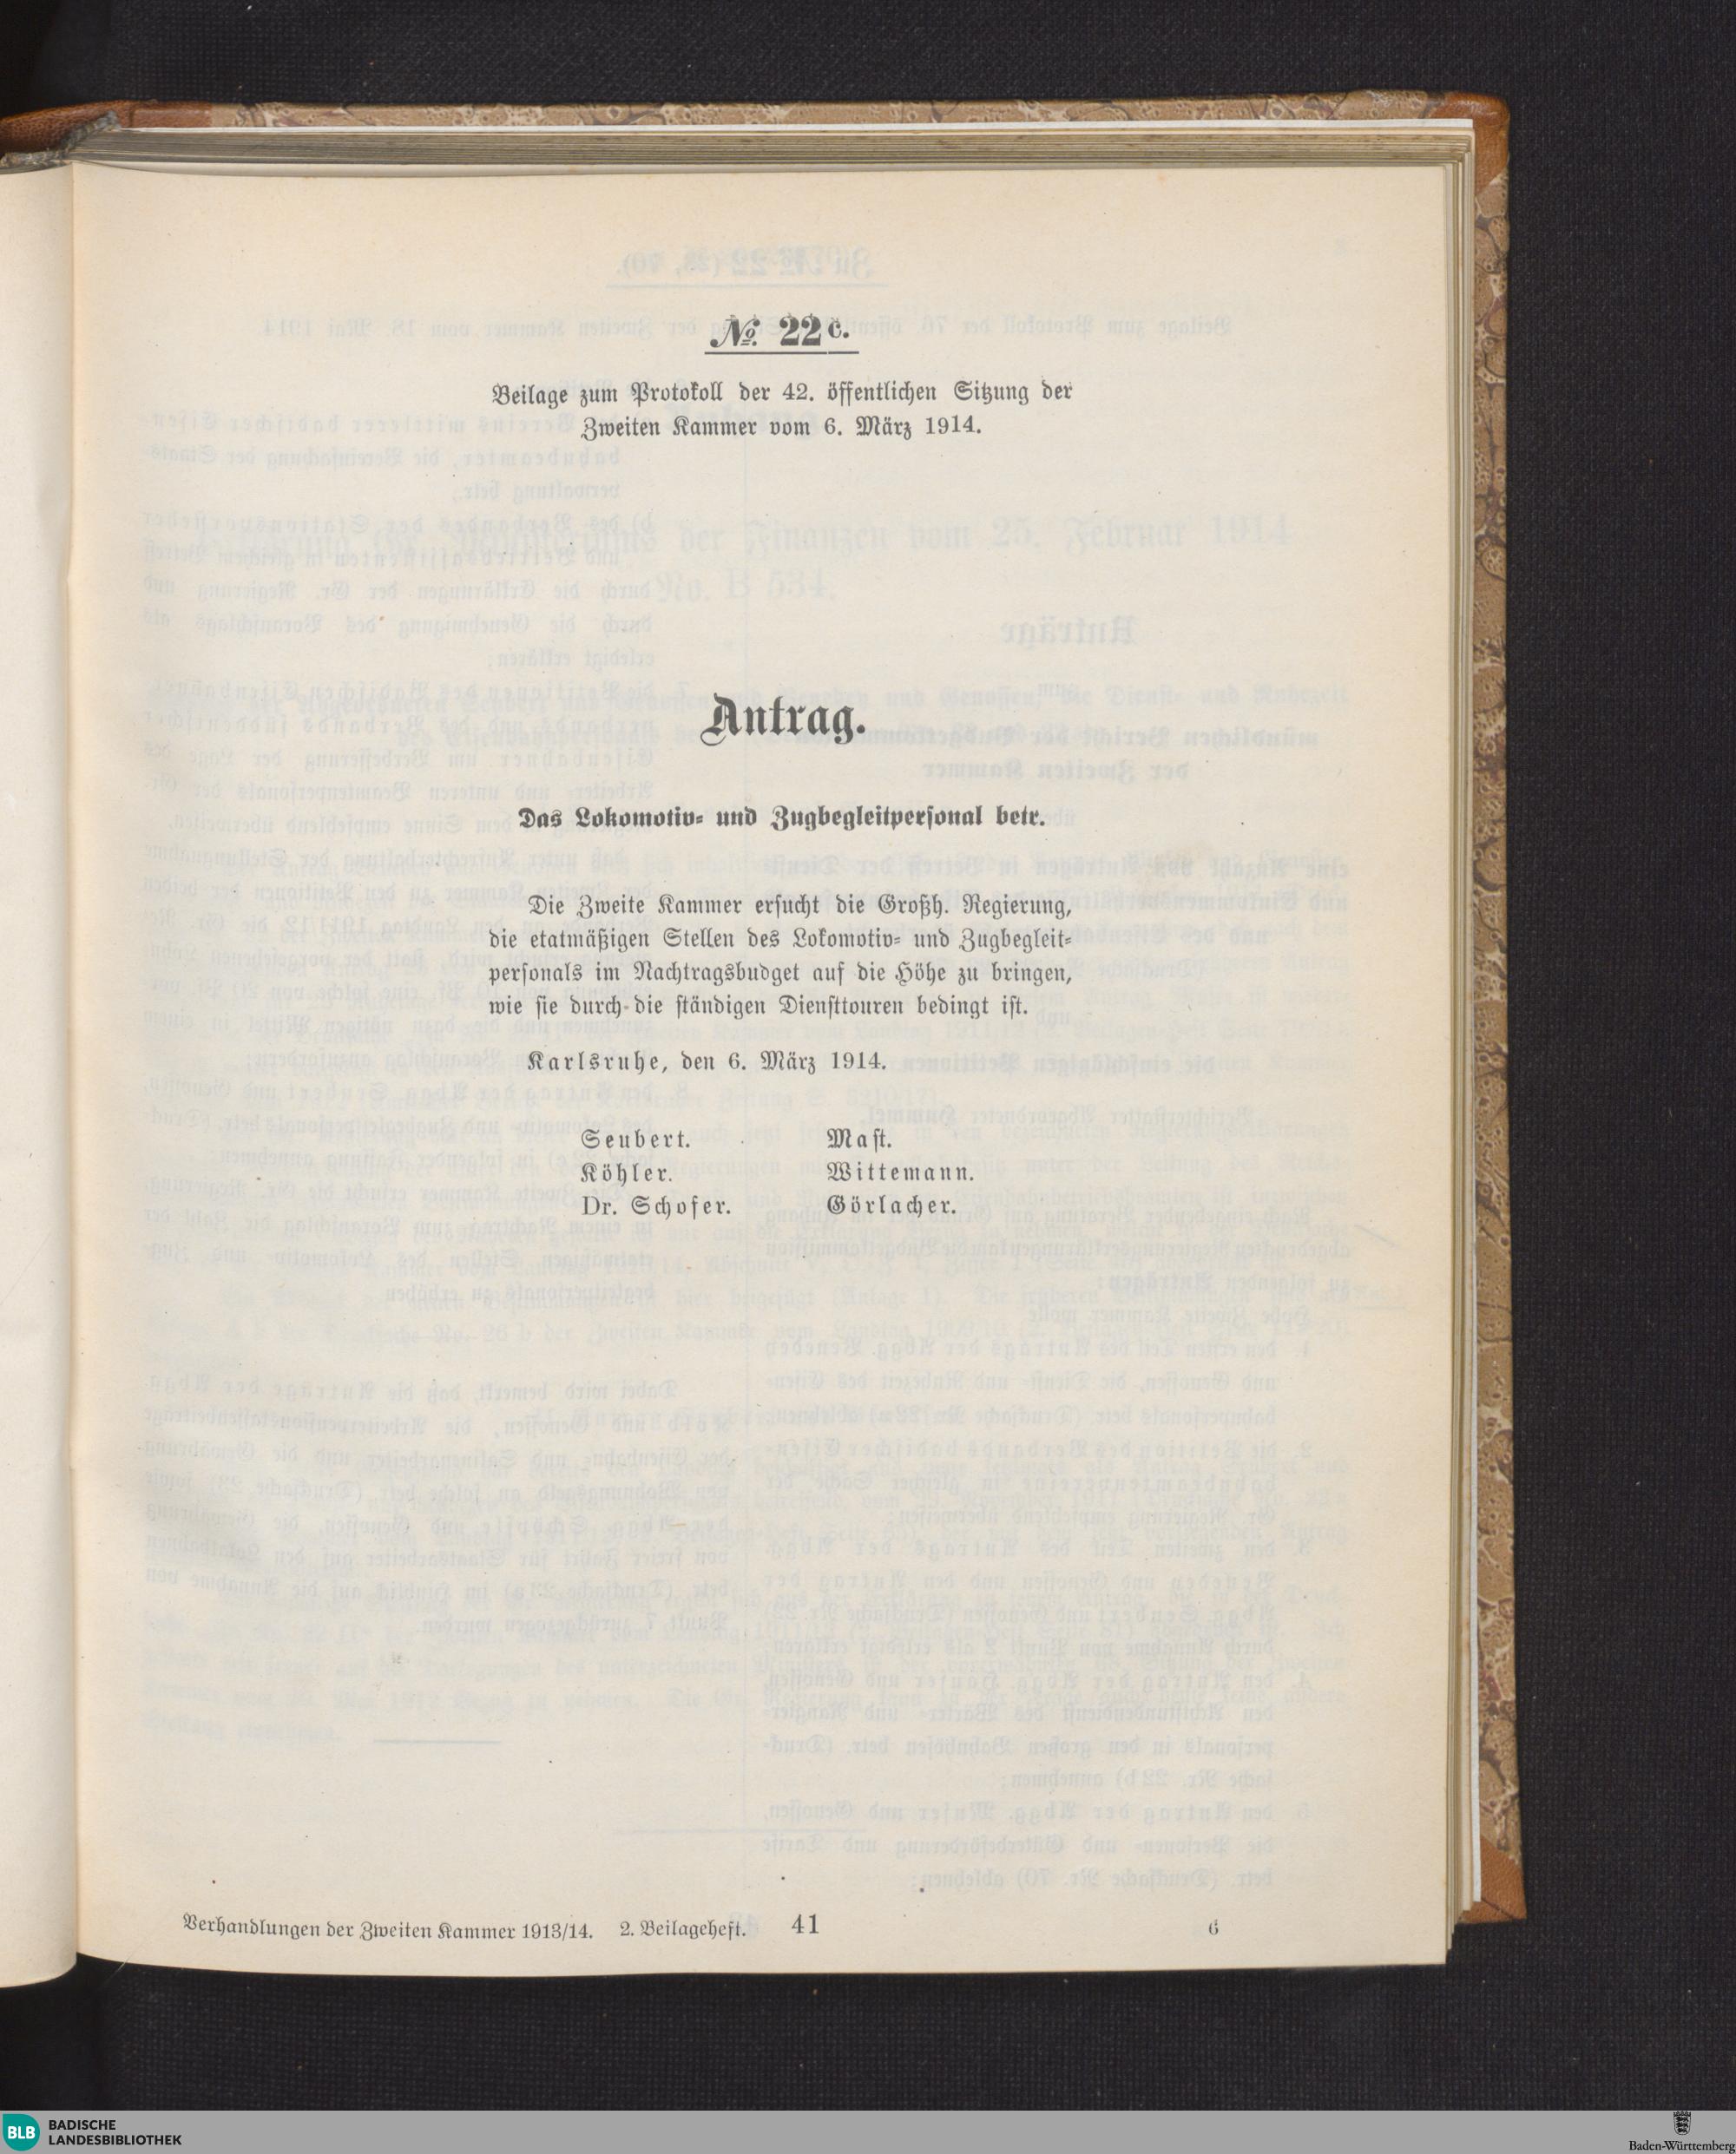 №. 22 c.
Beilage zum Protokoll der 42. öffentlichen Sitzung der
Zweiten Kammer vom 6. März 1914.
Antrag.
Das Lokomotiv- und Zugbegleitpersonal betr.
Die Zweite Kammer ersucht die Großh. Regierung,
die etatmäßigen Stellen des Lokomotiv- und Zugbegleit-
personals im Nachtragsbudget auf die Höhe zu bringen,
wie sie durch die ständigen Diensttouren bedingt ist.
Karlsruhe, den 6. März 1914.
Seubert. Mast.
Köhler. Wittemann.
Dr. Schofer. Görlacher.
Verhandlungen der Zweiten Kammer 1913/14. 2. Beilageheft. 41 6
BLB BADISCHE
LANDESBIBLIOTHEK
Baden-Württemberg